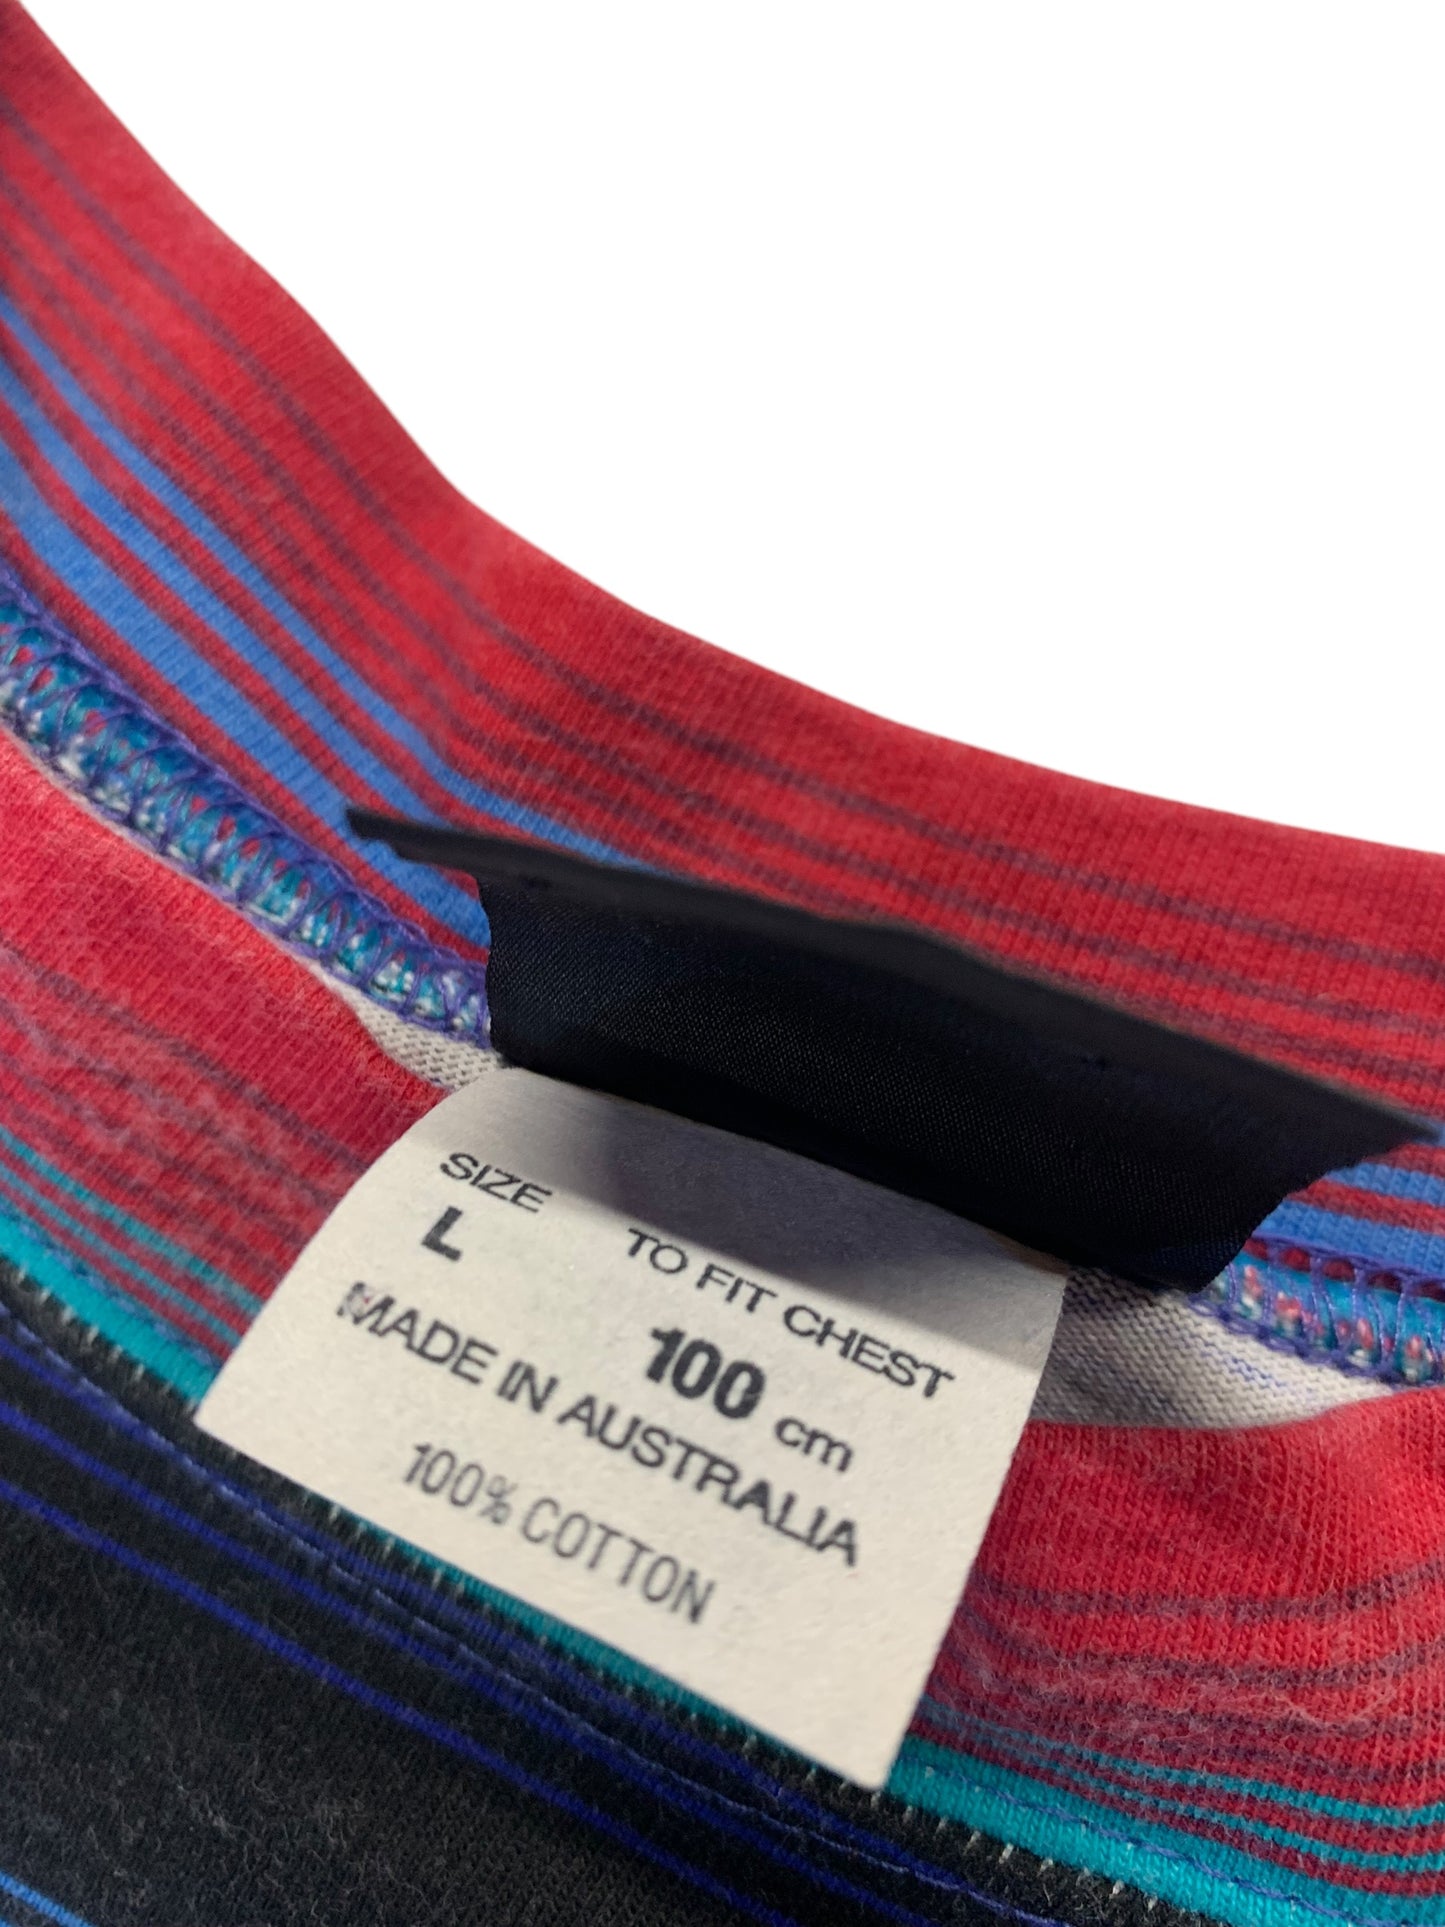 SIZE
L
TO FIT CHEST
100 cm
MADE IN AUSTRALIA
100% COTTON